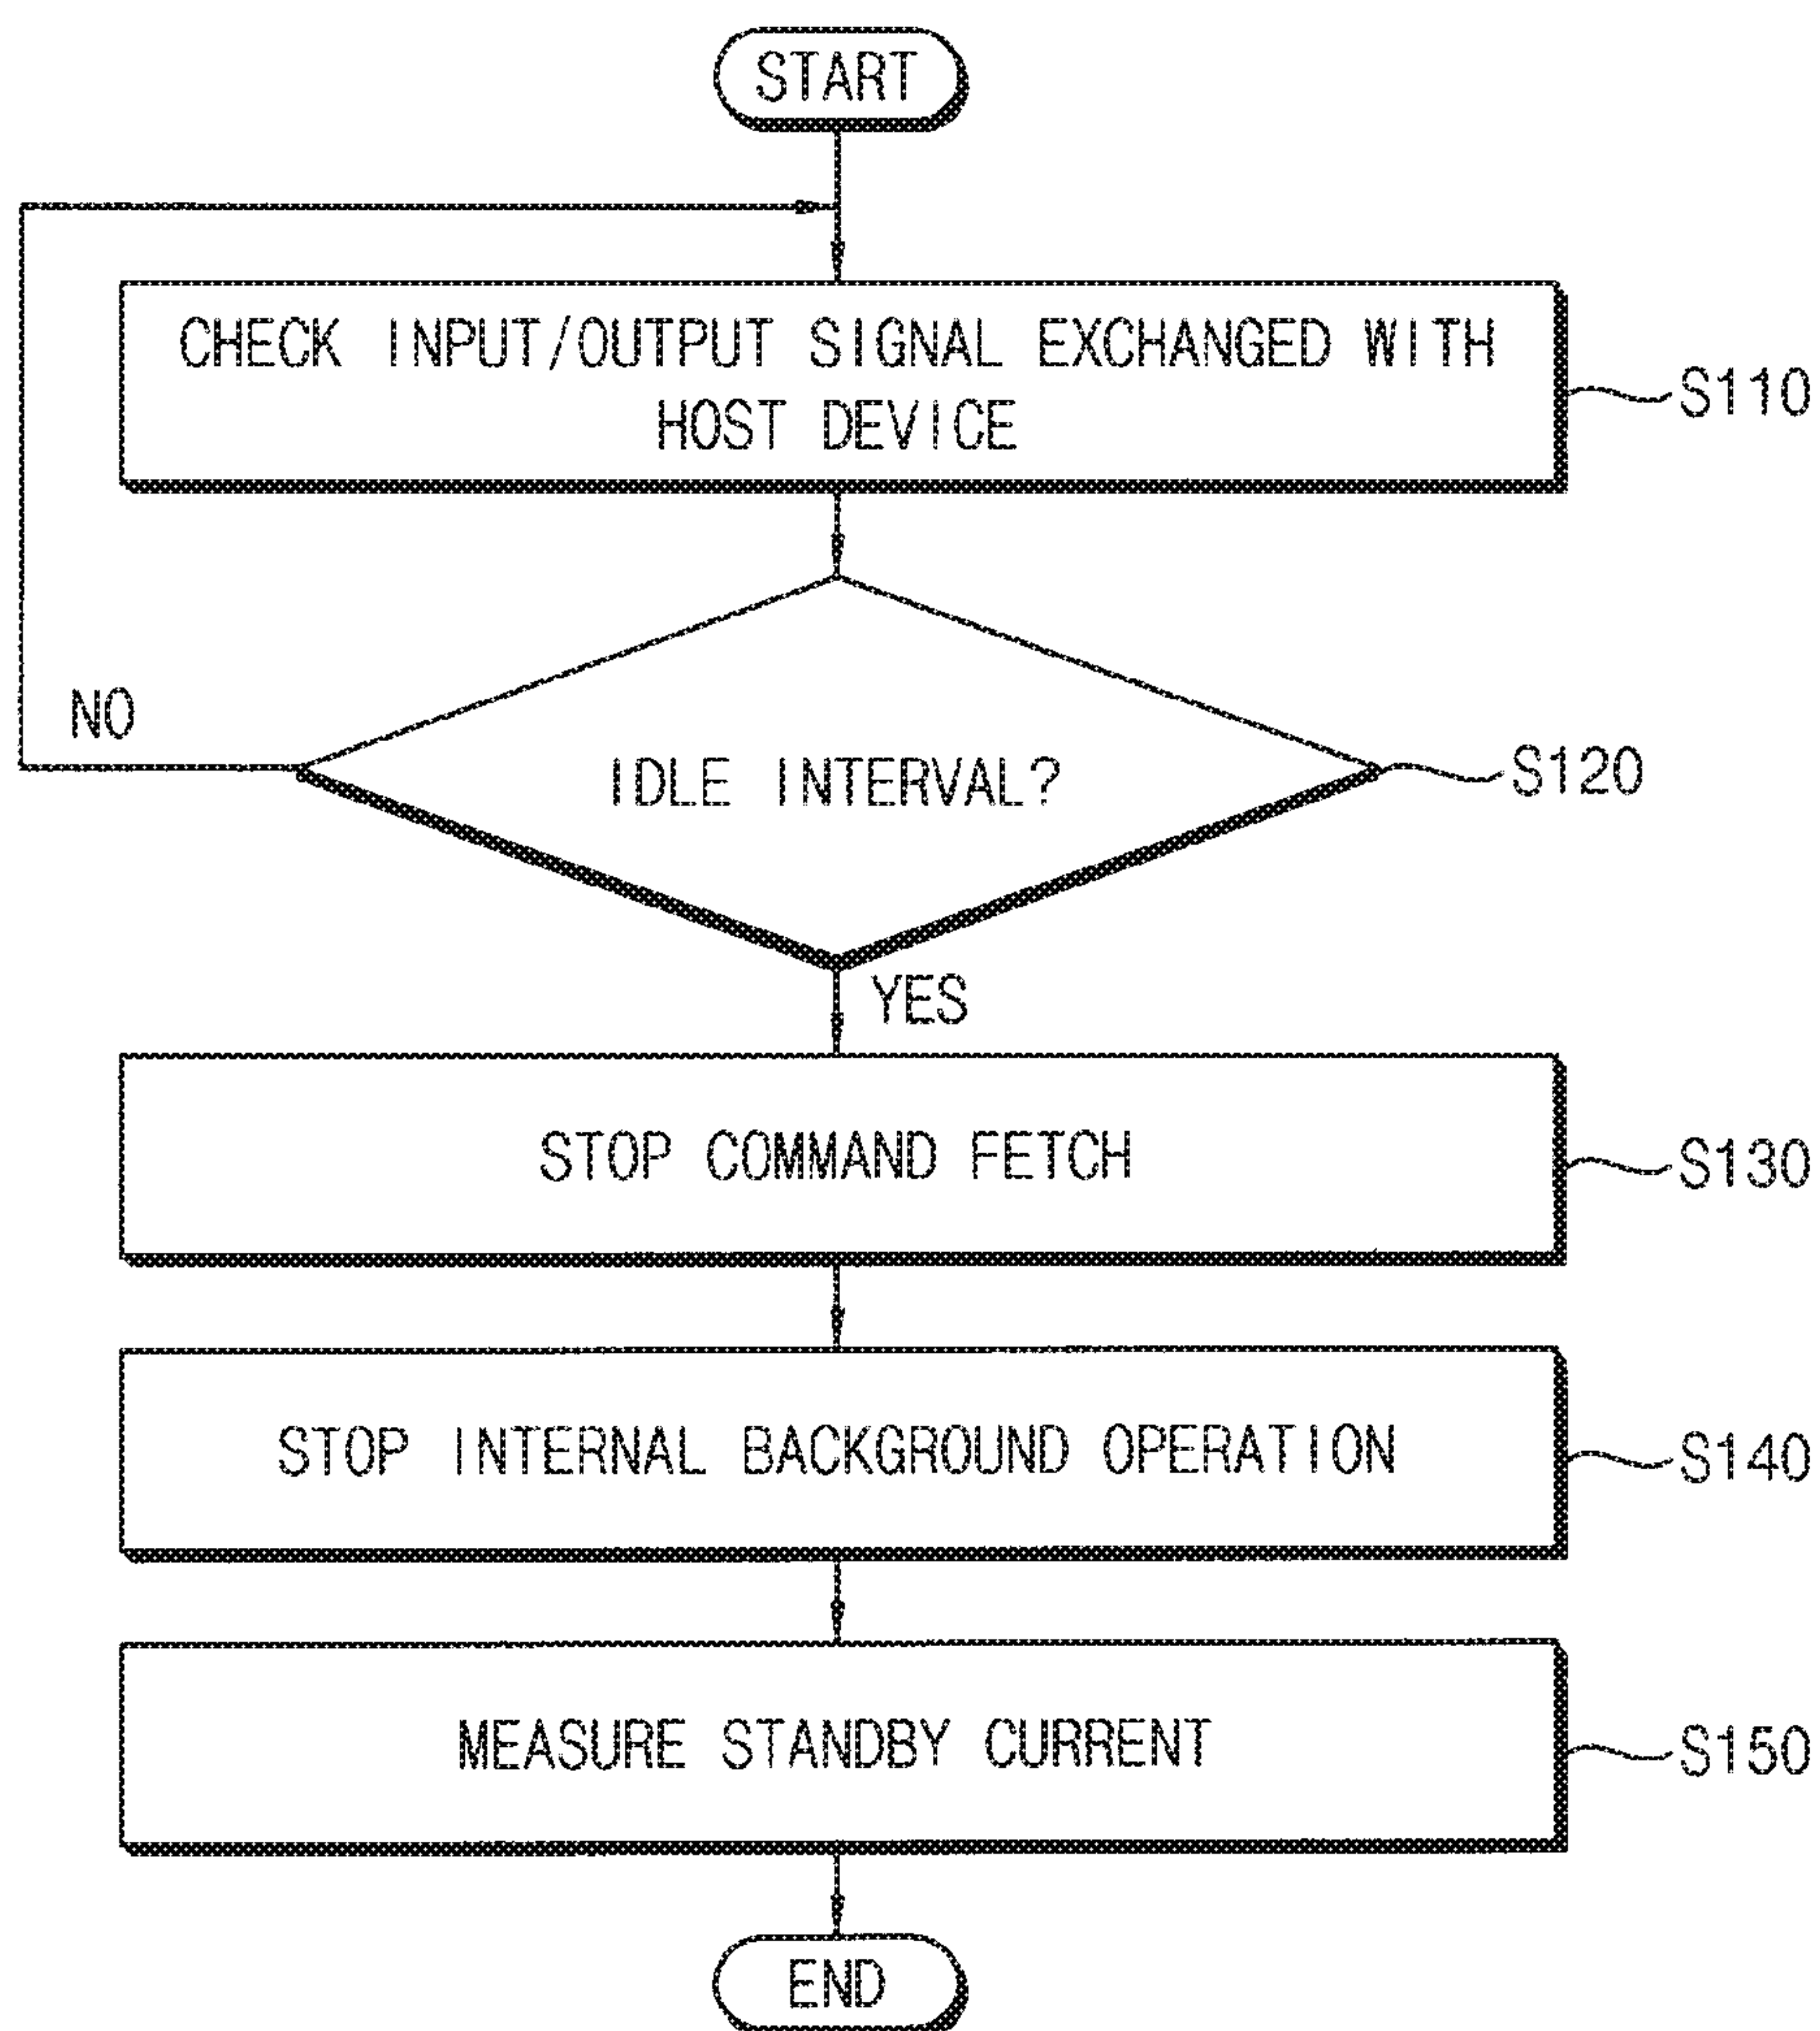 START
CHECK INPUT/OUTPUT SIGNAL EXCHANGED WITH
HOST DEVICE
S110
NO
IDLE INTERVAL?
S120
YES
STOP COMMAND FETCH
S130
STOP INTERNAL BACKGROUND OPERATION
S140
MEASURE STANDBY CURRENT
S150
END